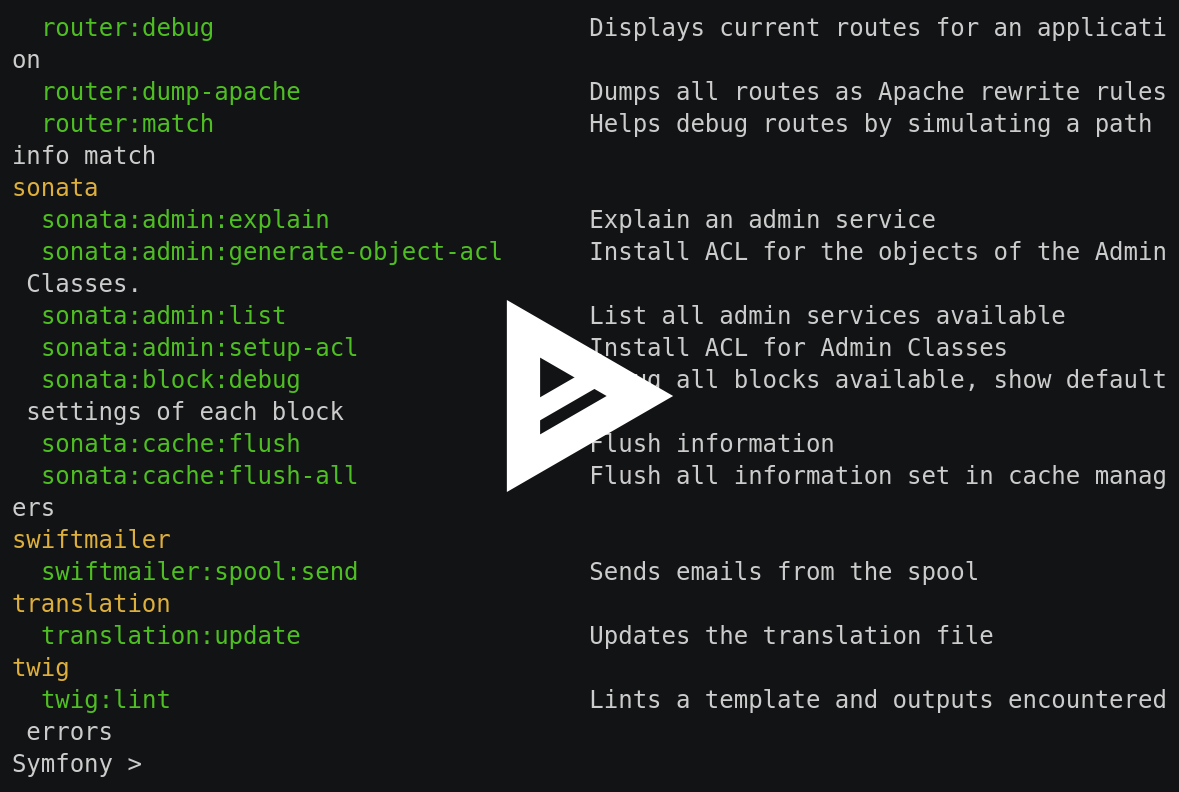 router:debug Displays current routes for an applicati
on
router:dump-apache Dumps all routes as Apache rewrite rules
router:match Helps debug routes by simulating a path
info match
sonata
sonata:admin:explain Explain an admin service
sonata:admin:generate-object-acl Install ACL for the objects of the Admin
Classes.
sonata:admin:list List all admin services available
sonata:admin:setup-acl Install ACL for Admin Classes
sonata:block:debug all blocks available, show default
settings of each block
sonata:cache:flush Flush information
sonata:cache:flush-all Flush all information set in cache manag
ers
swiftmailer
swiftmailer:spool:send Sends emails from the spool
translation
translation:update Updates the translation file
twig
twig:lint Lints a template and outputs encountered
errors
Symfony >